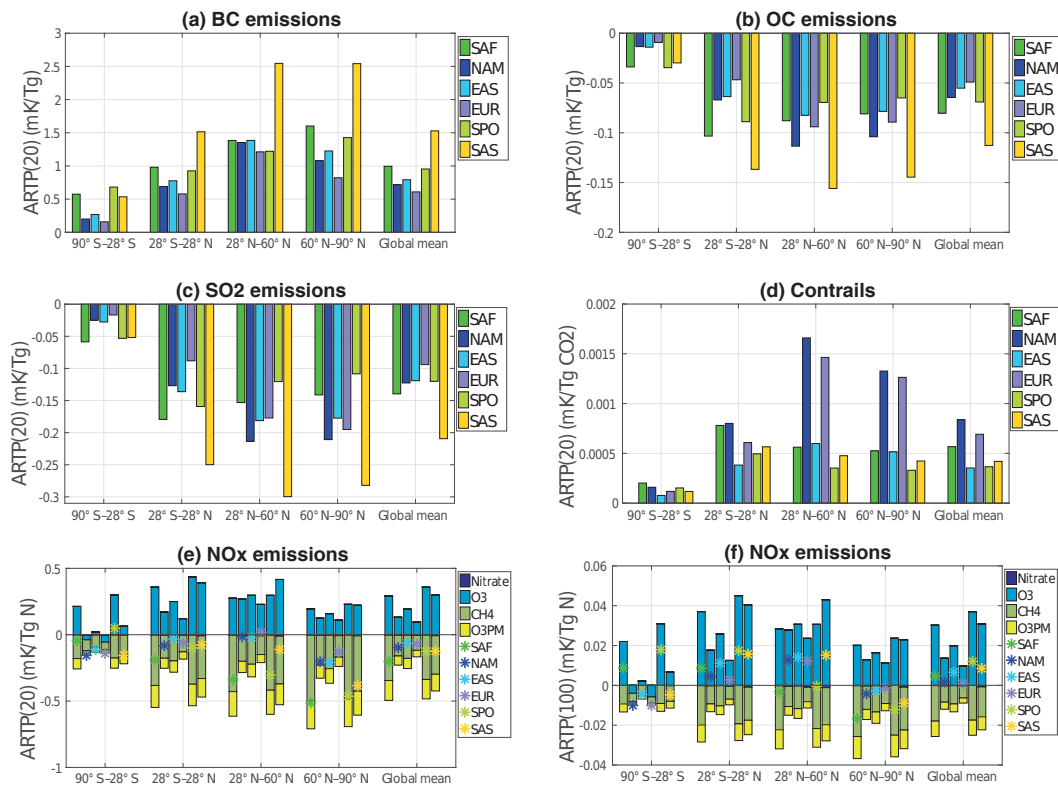 (a) BC emissions
ARTP(20) (mK/Tg)
3
2.5
2
1.5
1
0.5
0
90° S–28° S
28° S–28° N
28° N–60° N
60° N–90° N
Global mean
SAF
NAM
EAS
EUR
SPO
SAS
(b) OC emissions
ARTP(20) (mK/Tg)
0
-0.05
-0.1
-0.15
-0.2
90° S–28° S
28° S–28° N
28° N–60° N
60° N–90° N
Global mean
SAF
NAM
EAS
EUR
SPO
SAS
(c) SO2 emissions
ARTP(20) (mK/Tg)
0
-0.05
-0.1
-0.15
-0.2
-0.25
-0.3
90° S–28° S
28° S–28° N
28° N–60° N
60° N–90° N
Global mean
SAF
NAM
EAS
EUR
SPO
SAS
(d) Contrails
ARTP(20) (mK/Tg CO2)
0.002
0.0015
0.001
0.0005
0
90° S–28° S
28° S–28° N
28° N–60° N
60° N–90° N
Global mean
SAF
NAM
EAS
EUR
SPO
SAS
(e) NOx emissions
ARTP(20) (mK/Tg N)
0.5
0
-0.5
-1
90° S–28° S
28° S–28° N
28° N–60° N
60° N–90° N
Global mean
Nitrate
O3
CH4
O3PM
SAF
NAM
EAS
EUR
SPO
SAS
(f) NOx emissions
ARTP(100) (mK/Tg N)
0.06
0.04
0.02
0
-0.02
-0.04
90° S–28° S
28° S–28° N
28° N–60° N
60° N–90° N
Global mean
Nitrate
O3
CH4
O3PM
SAF
NAM
EAS
EUR
SPO
SAS